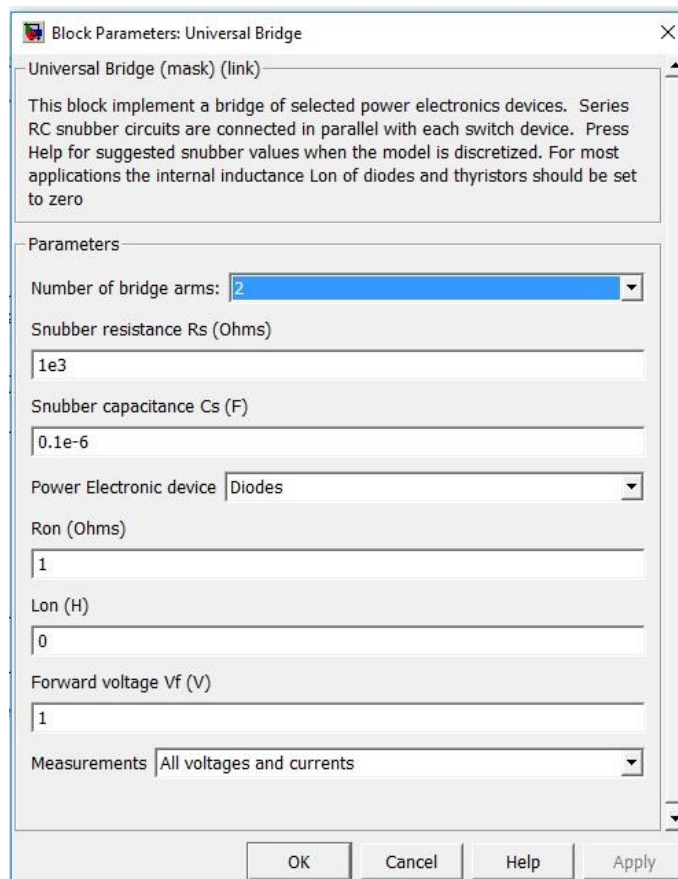 Block Parameters: Universal Bridge
Universal Bridge (mask) (link)
This block implement a bridge of selected power electronics devices.  Series
RC snubber circuits are connected in parallel with each switch device.  Press
Help for suggested snubber values when the model is discretized. For most
applications the internal inductance Lon of diodes and thyristors should be set
to zero
Parameters
Number of bridge arms: 2
Snubber resistance Rs (Ohms)
1e3
Snubber capacitance Cs (F)
0.1e-6
Power Electronic device Diodes
Ron (Ohms)
1
Lon (H)
0
Forward voltage Vf (V)
1
Measurements All voltages and currents
OK Cancel Help Apply